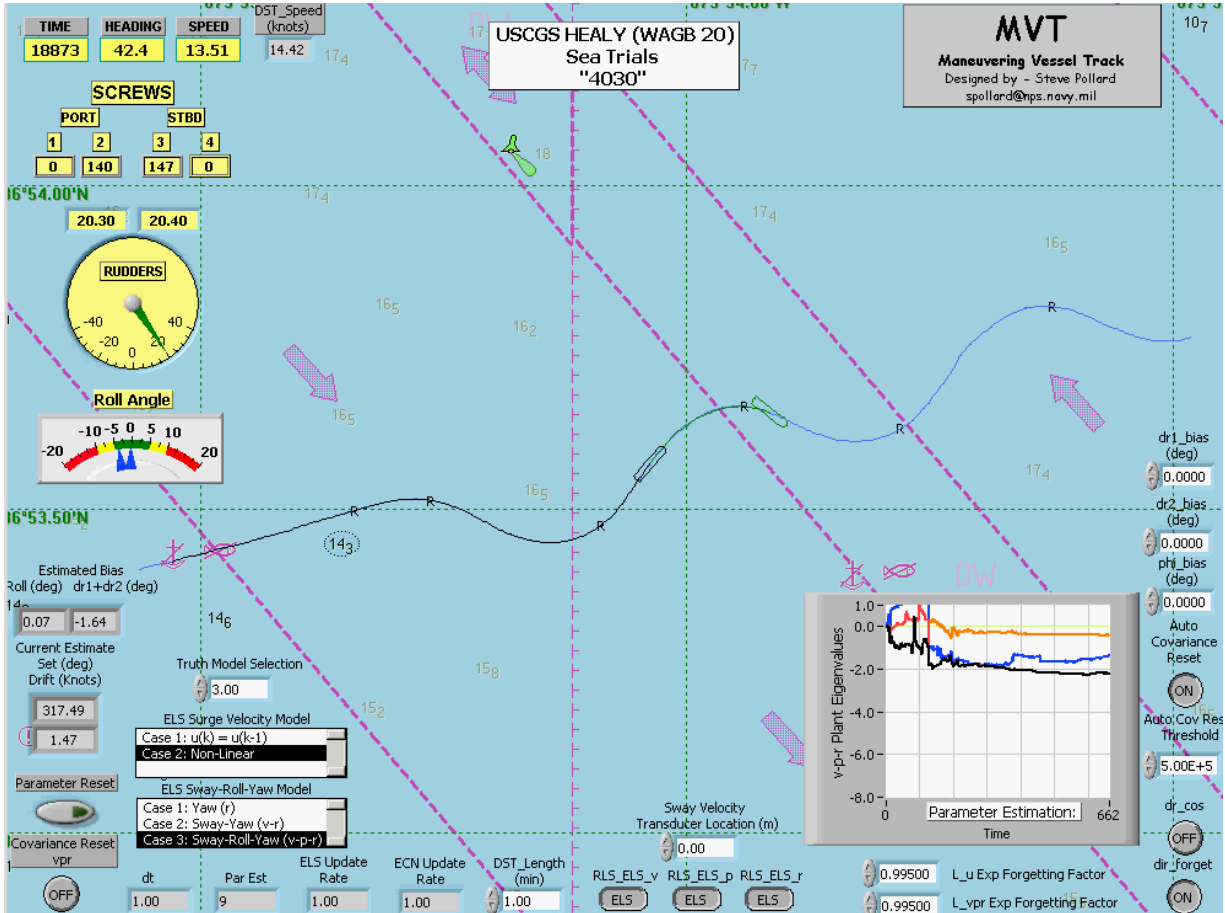 TIME HEADING SPEED DST_Speed (knots)
18873 42.4 13.51 14.42
USCGS HEALY (WAGB 20)
Sea Trials
"4030"
MVT
Maneuvering Vessel Track
Designed by - Steve Pollard
spollard@nps.navy.mil
10₇
17₄
SCREWS
PORT STBD
1 2 3 4
0 140 147 0
18
17₄
17₄
16₅
6°54.00'N
20.30 20.40
RUDDERS
-40 -20 0 20 40
16₅
16₂
16₅
Roll Angle
-20 -10 -5 0 5 10 20
R
R
R
R
R
R
16₅
17₄
6°53.50'N
14₃
DW
14₆
15₈
15₂
Estimated Bias
Roll (deg) dr1+dr2 (deg)
0.07 -1.64
Current Estimate
Set (deg)
Drift (Knots)
317.49
1.47
Parameter Reset
Covariance Reset
vpr
OFF
Truth Model Selection
3.00
ELS Surge Velocity Model
Case 1: u(k) = u(k-1)
Case 2: Non-Linear
ELS Sway-Roll-Yaw Model
Case 1: Yaw (r)
Case 2: Sway-Yaw (v-r)
Case 3: Sway-Roll-Yaw (v-p-r)
dt
1.00
Par Est
9
ELS Update
Rate
1.00
ECN Update
Rate
1.00
DST_Length
(min)
1.00
Sway Velocity
Transducer Location (m)
0.00
RLS_ELS_v RLS_ELS_p RLS_ELS_r
ELS ELS ELS
0.99500 L_u Exp Forgetting Factor
0.99500 L_vpr Exp Forgetting Factor
v-p-r Plant Eigenvalues
1.0
0.0
-2.0
-4.0
-6.0
-8.0
0 Parameter Estimation: 662
Time
dr1_bias
(deg)
0.0000
dr2_bias
(deg)
0.0000
phi_bias
(deg)
0.0000
Auto
Covariance
Reset
ON
Auto Cov Res
Threshold
5.00E+5
dr_cos
OFF
dir_forget
ON